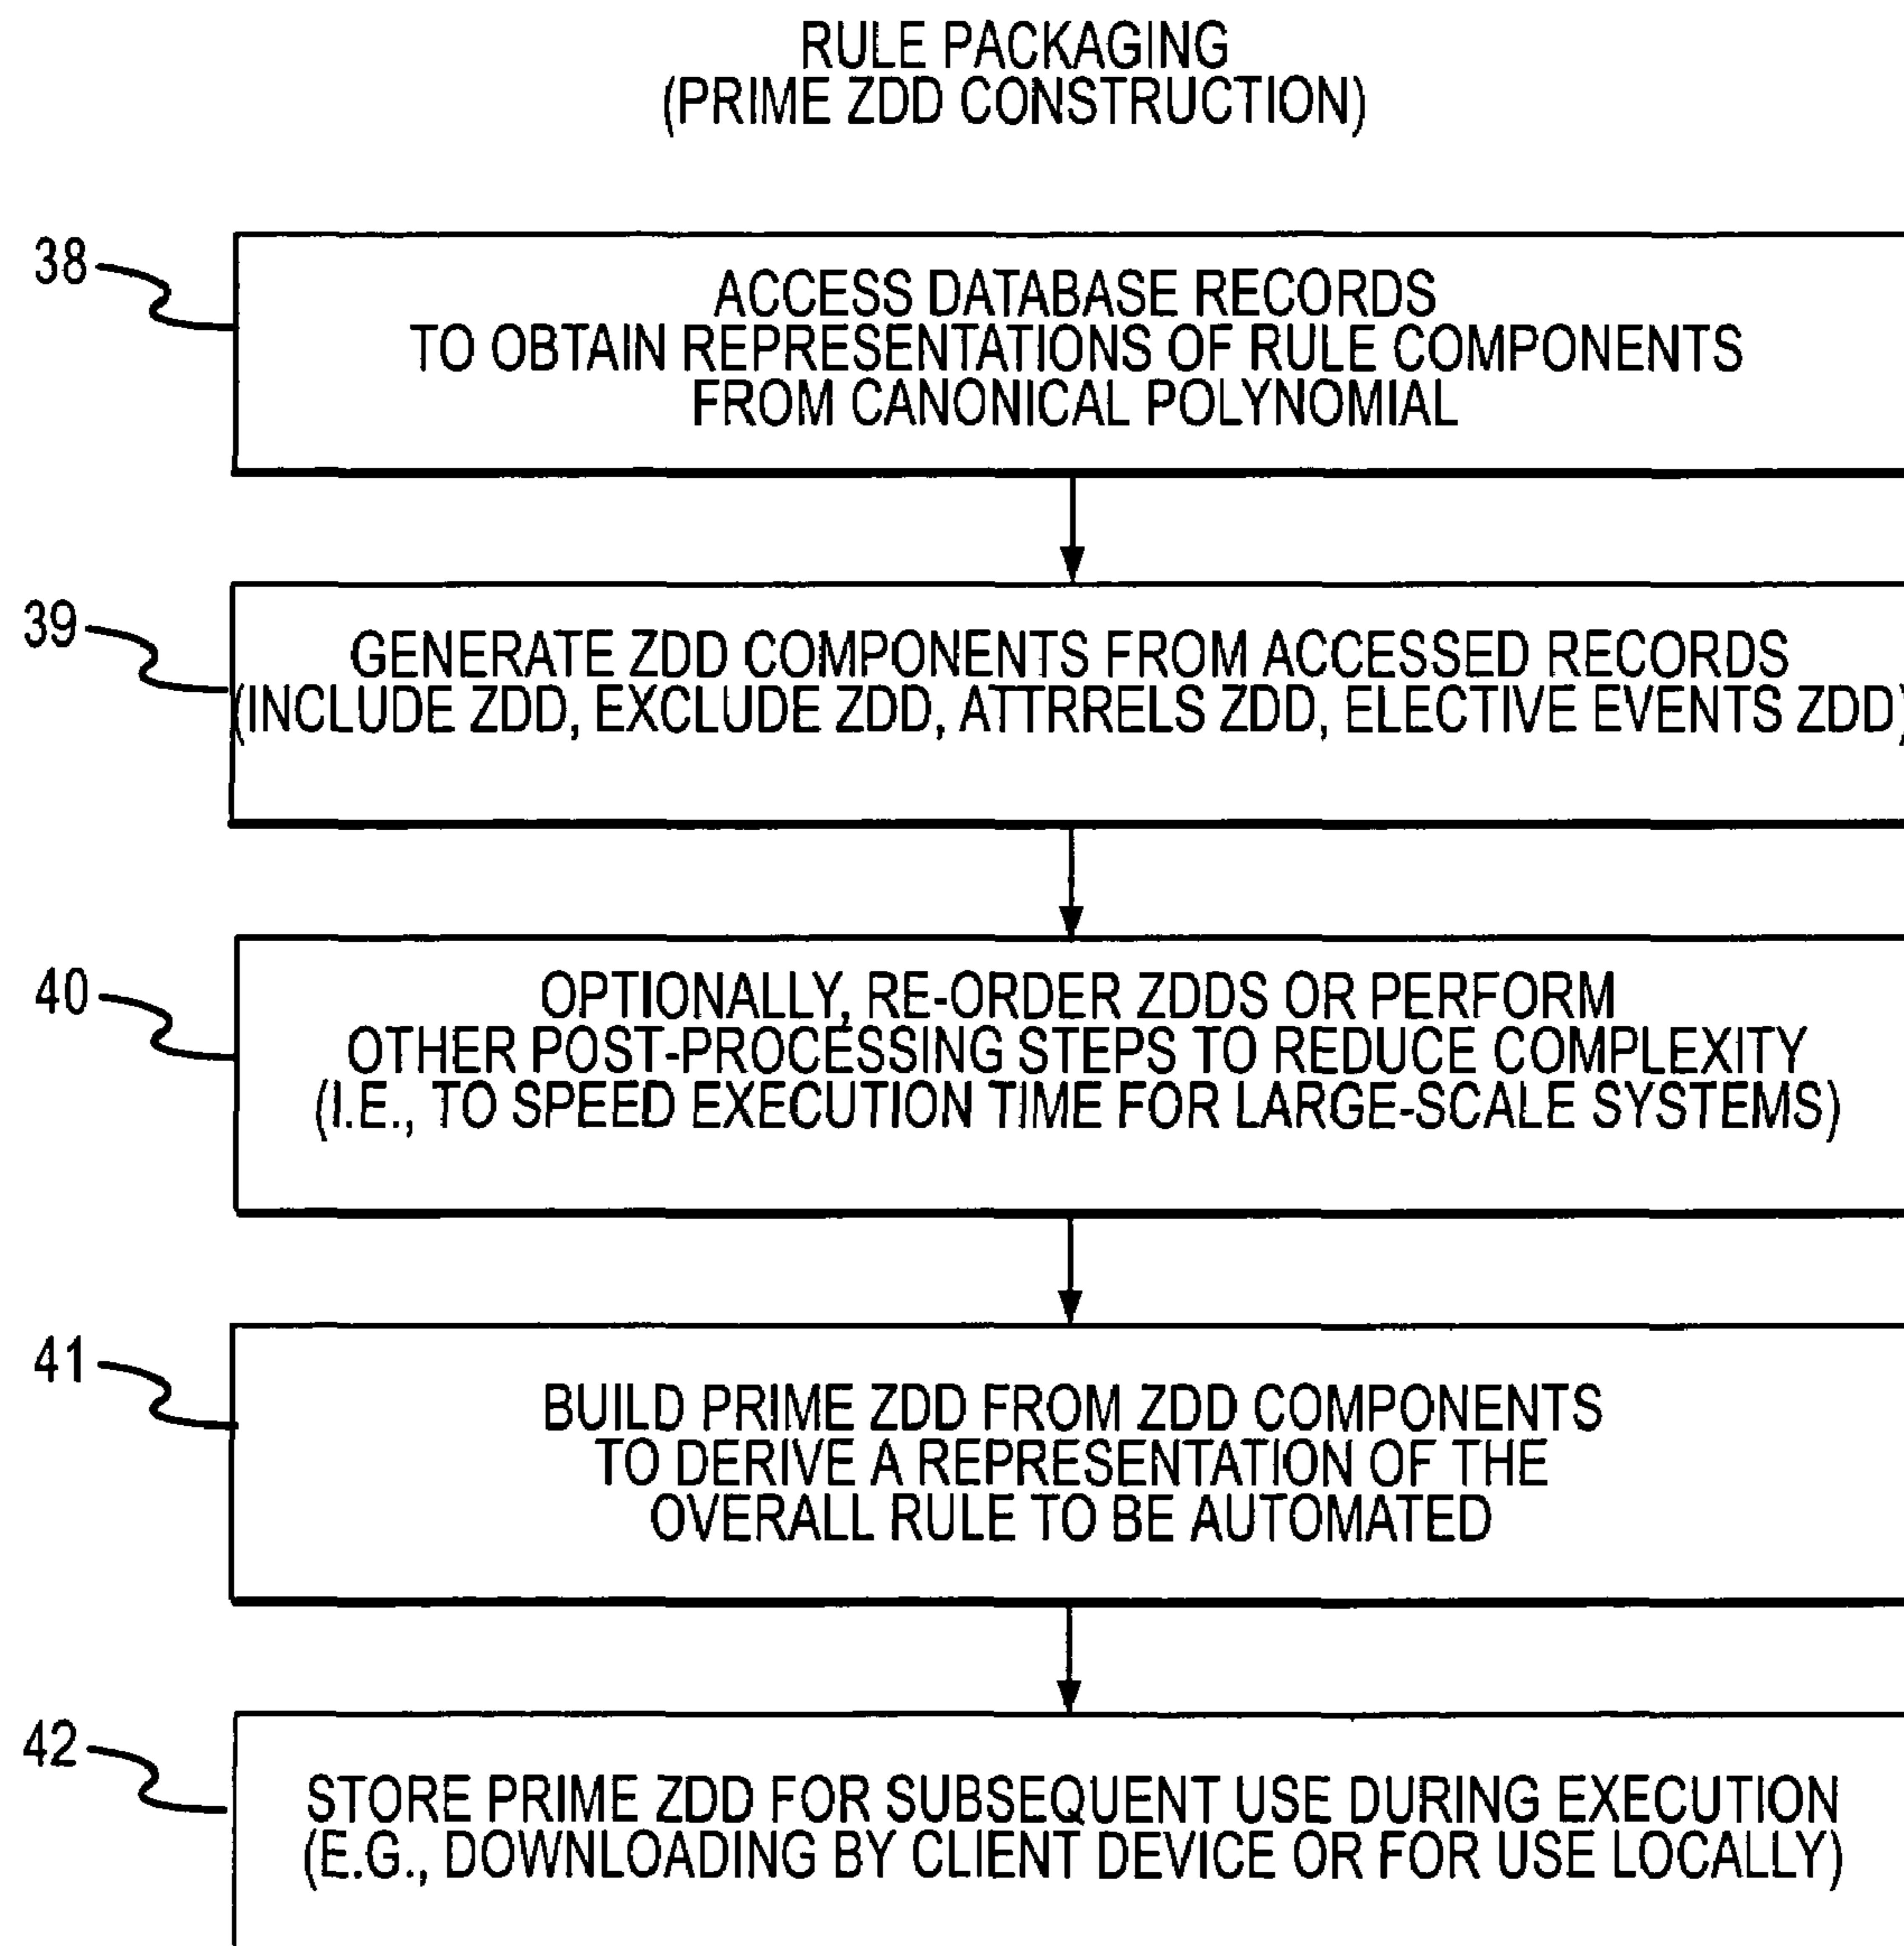 RULE PACKAGING
(PRIME ZDD CONSTRUCTION)
38
ACCESS DATABASE RECORDS
TO OBTAIN REPRESENTATIONS OF RULE COMPONENTS
FROM CANONICAL POLYNOMIAL
39
GENERATE ZDD COMPONENTS FROM ACCESSED RECORDS
(INCLUDE ZDD, EXCLUDE ZDD, ATTRRELS ZDD, ELECTIVE EVENTS ZDD)
40
OPTIONALLY, RE-ORDER ZDDS OR PERFORM
OTHER POST-PROCESSING STEPS TO REDUCE COMPLEXITY
(I.E., TO SPEED EXECUTION TIME FOR LARGE-SCALE SYSTEMS)
41
BUILD PRIME ZDD FROM ZDD COMPONENTS
TO DERIVE A REPRESENTATION OF THE
OVERALL RULE TO BE AUTOMATED
42
STORE PRIME ZDD FOR SUBSEQUENT USE DURING EXECUTION
(E.G., DOWNLOADING BY CLIENT DEVICE OR FOR USE LOCALLY)